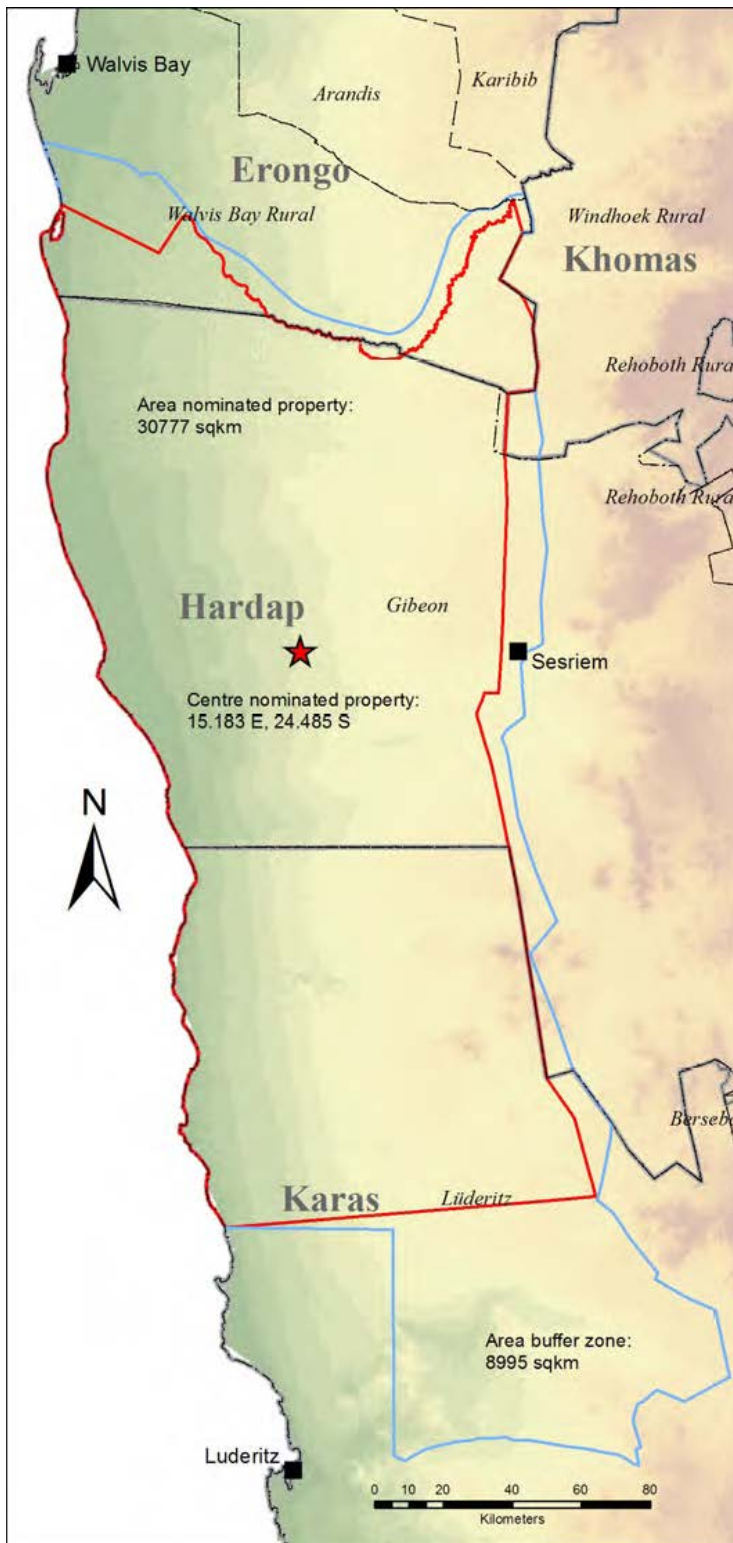 Walvis Bay
Karibib
Arandis
Erongo
Walvis Bay Rural
Windhoek Rural
Khomas
Rehoboth Rura
Area nominated property:
30777 sqkm
Rehoboth Rura
Hardap
Gibeon
Sesriem
Centre nominated property:
15.183 E, 24.485 S
N
Berseba
Karas
Lüderitz
Area buffer zone:
8995 sqkm
Luderitz
0 10 20 40 60 80
Kilometers